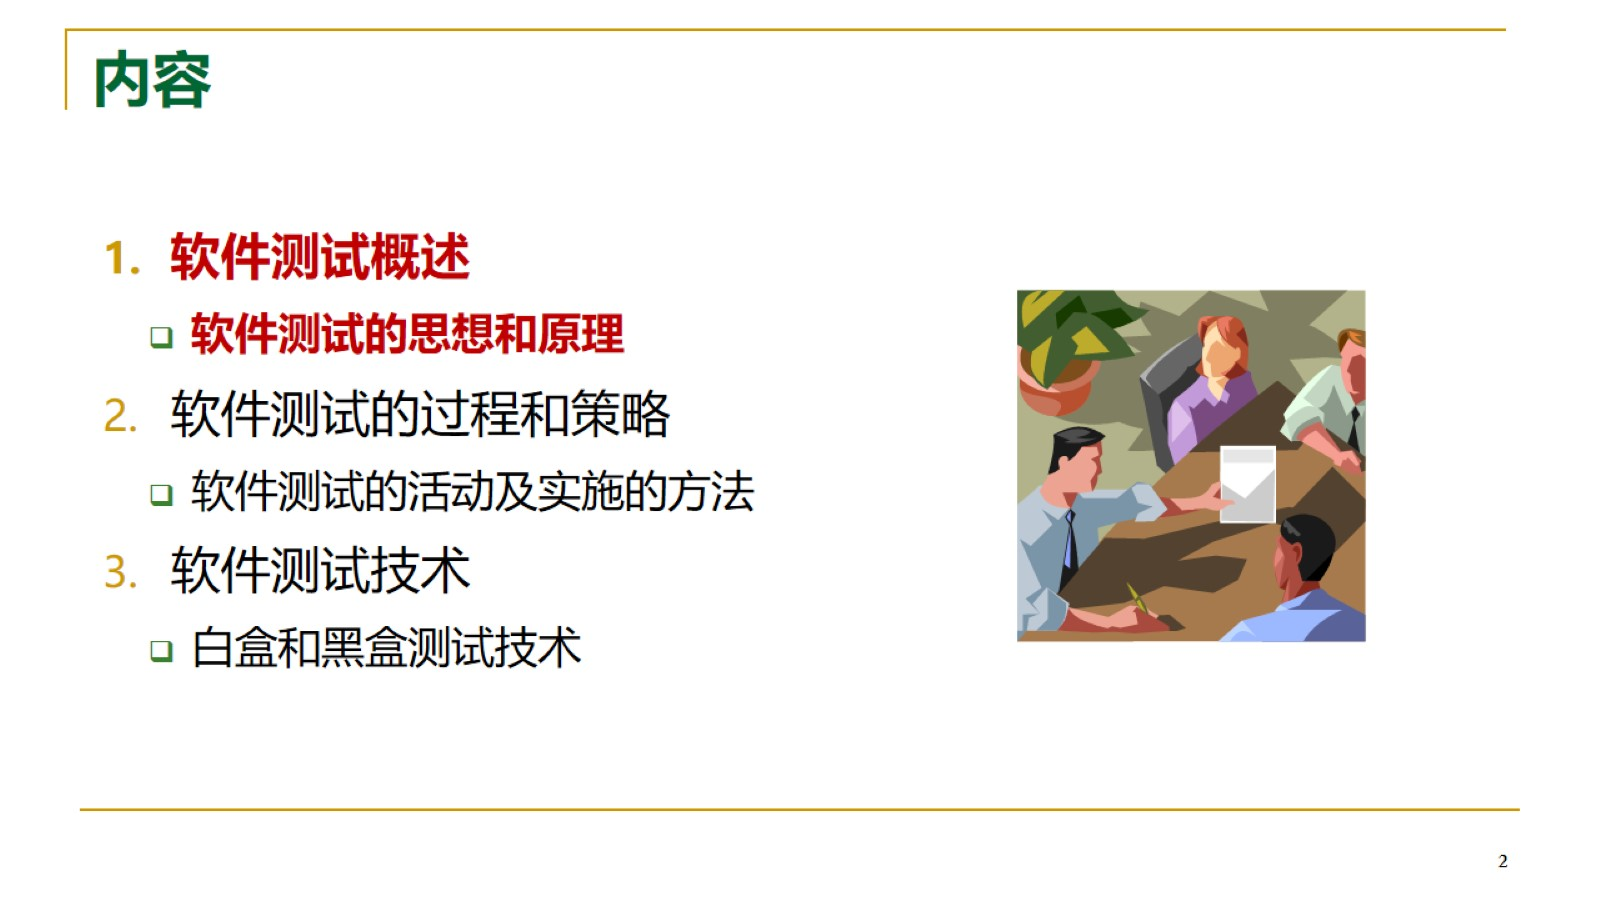 内容
1. 软件测试概述
❑ 软件测试的思想和原理
2. 软件测试的过程和策略
❑ 软件测试的活动及实施的方法
3. 软件测试技术
❑ 白盒和黑盒测试技术
2